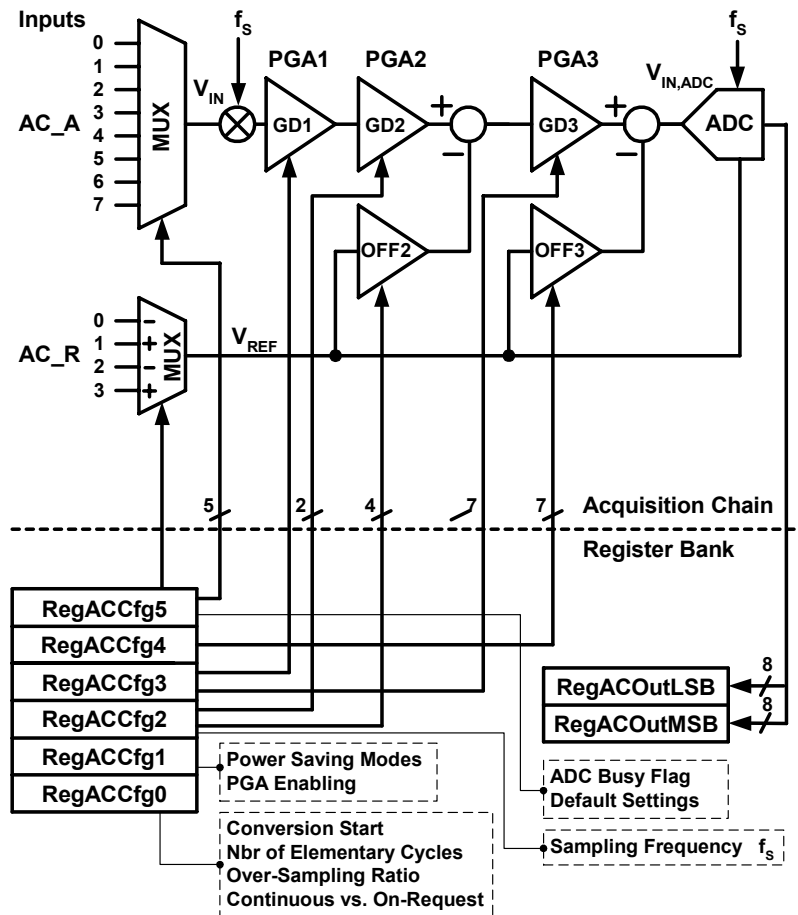 Inputs
f_S
f_S
PGA1
PGA2
PGA3
0
1
2
3
4
5
6
7
AC_A
MUX
V_IN
GD1
GD2
+
−
GD3
+
−
V_IN,ADC
ADC
OFF2
OFF3
0
1
2
3
−
+
−
+
AC_R
MUX
V_REF
5
2
4
7
7
Acquisition Chain
Register Bank
RegACCfg5
RegACCfg4
RegACCfg3
RegACCfg2
RegACCfg1
RegACCfg0
8
RegACOutLSB
8
RegACOutMSB
Power Saving Modes
PGA Enabling
ADC Busy Flag
Default Settings
Conversion Start
Nbr of Elementary Cycles
Over-Sampling Ratio
Continuous vs. On-Request
Sampling Frequency f_S